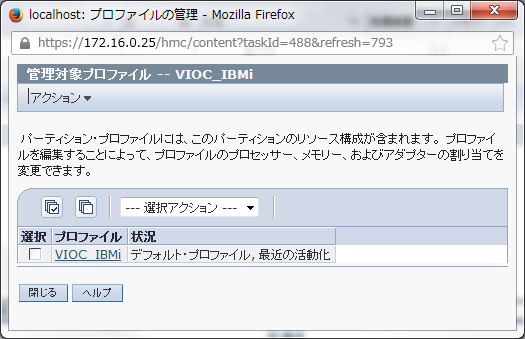 localhost: プロファイルの管理 - Mozilla Firefox
https://172.16.0.25/hmc/content?taskId=488&refresh=793
管理対象プロファイル -- VIOC_IBMi
アクション
パーティション・プロファイルには、このパーティションのリソース構成が含まれます。 プロファイ
ルを編集することによって、プロファイルのプロセッサー、メモリー、およびアダプターの割り当てを
変更できます。
--- 選択アクション ---
選択 プロファイル 状況
VIOC_IBMi デフォルト・プロファイル, 最近の活動化
閉じる ヘルプ